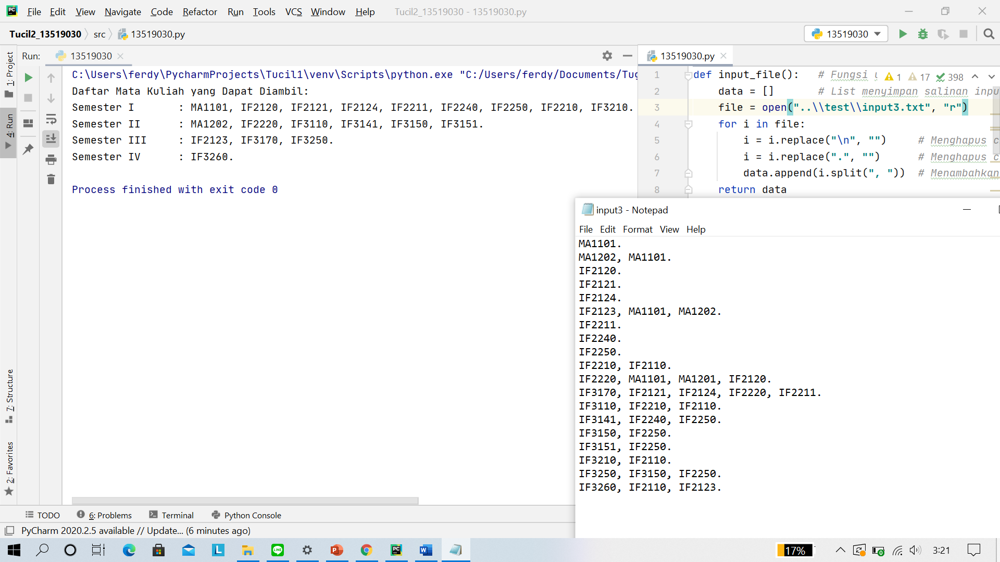 File Edit View Navigate Code Refactor Run Tools VCS Window Help Tucil2_13519030 - 13519030.py
Tucil2_13519030 src 13519030.py 13519030
1: Project
4: Run
7: Structure
2: Favorites
Run: 13519030
C:\Users\ferdy\PycharmProjects\Tucil1\venv\Scripts\python.exe "C:/Users/ferdy/Documents/Tug
Daftar Mata Kuliah yang Dapat Diambil:
Semester I : MA1101, IF2120, IF2121, IF2124, IF2211, IF2240, IF2250, IF2210, IF3210.
Semester II : MA1202, IF2220, IF3110, IF3141, IF3150, IF3151.
Semester III : IF2123, IF3170, IF3250.
Semester IV : IF3260.
Process finished with exit code 0
13519030.py
1 def input_file(): # Fungsi 1 17 398
2 data = [] # List menyimpan salinan inpu
3 file = open("..\\test\\input3.txt", "r")
4 for i in file:
5 i = i.replace("\n", "") # Menghapus c
6 i = i.replace(".", "") # Menghapus c
7 data.append(i.split(", ")) # Menambahkan
8 return data
input3 - Notepad
File Edit Format View Help
MA1101.
MA1202, MA1101.
IF2120.
IF2121.
IF2124.
IF2123, MA1101, MA1202.
IF2211.
IF2240.
IF2250.
IF2210, IF2110.
IF2220, MA1101, MA1201, IF2120.
IF3170, IF2121, IF2124, IF2220, IF2211.
IF3110, IF2210, IF2110.
IF3141, IF2240, IF2250.
IF3150, IF2250.
IF3151, IF2250.
IF3210, IF2110.
IF3250, IF3150, IF2250.
IF3260, IF2110, IF2123.
TODO 6: Problems Terminal Python Console
PyCharm 2020.2.5 available // Update... (6 minutes ago)
17% 3:21